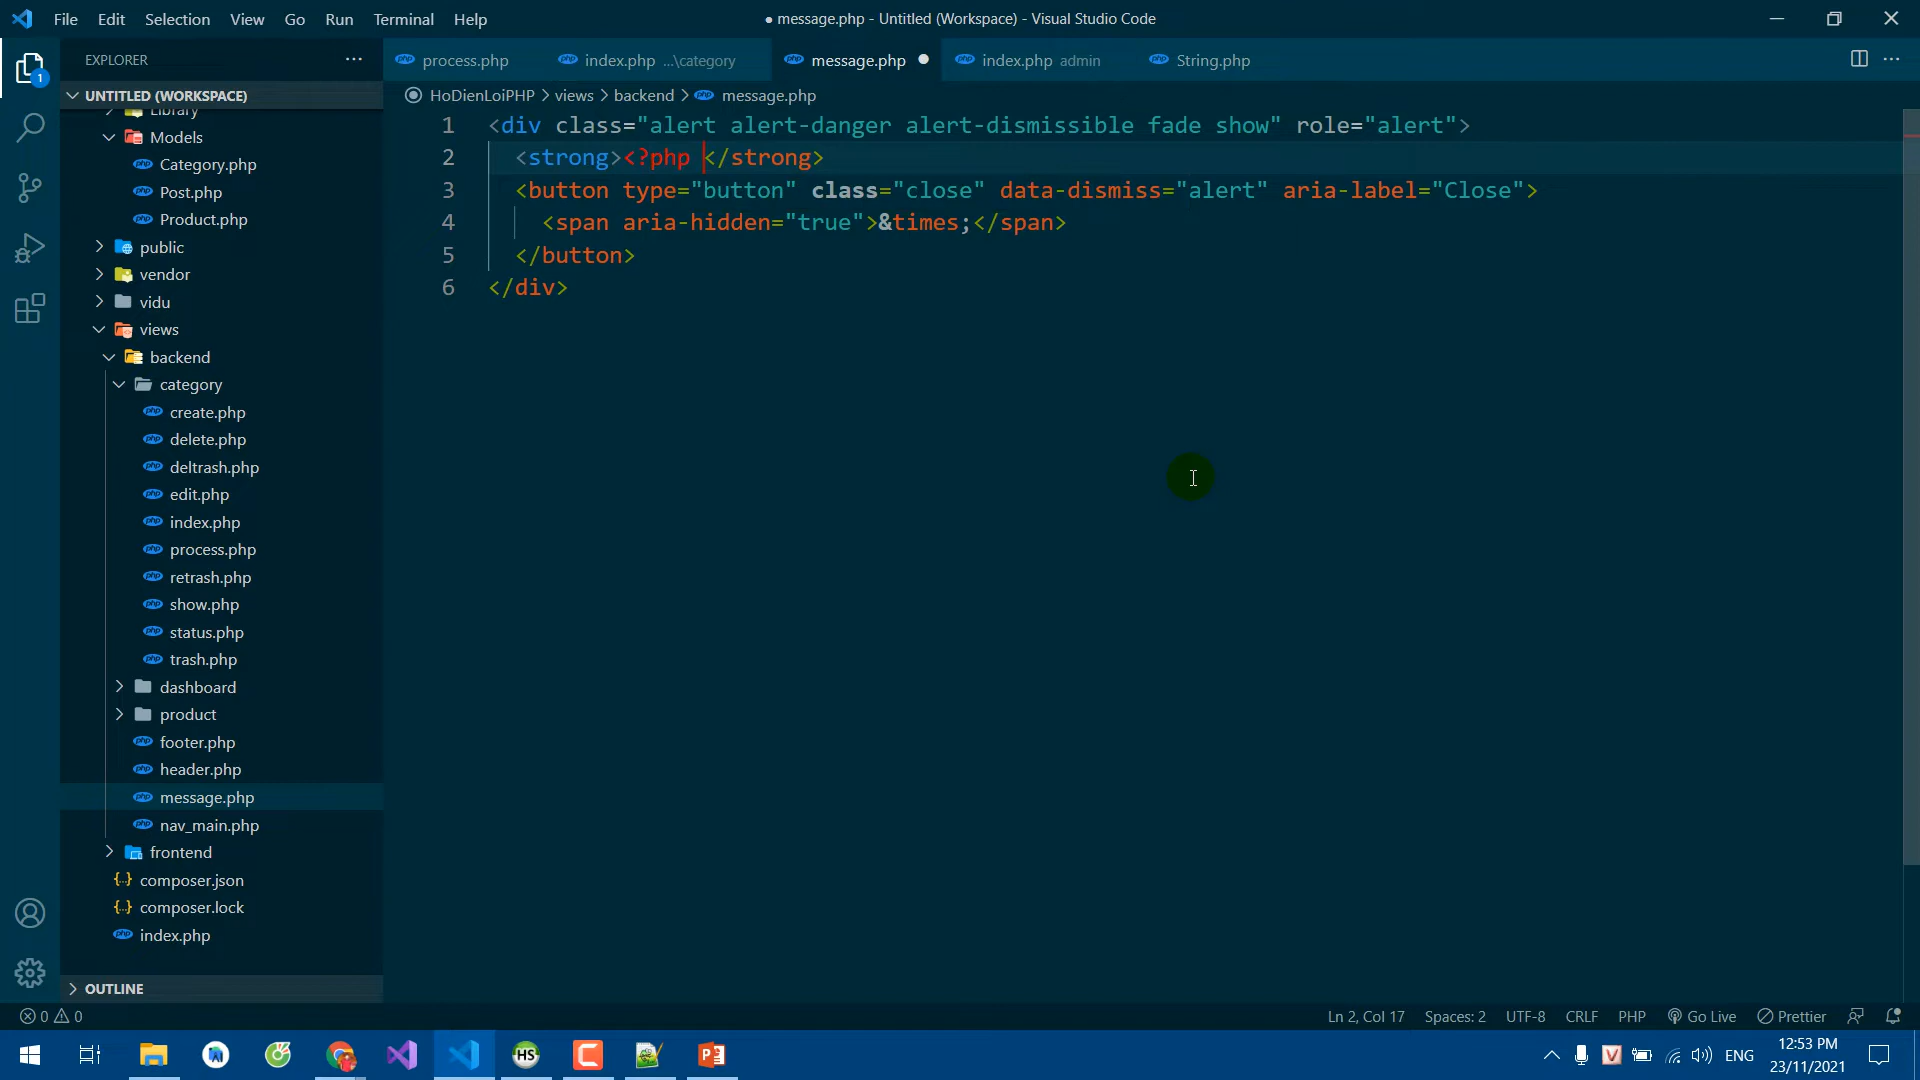 File Edit Selection View Go Run Terminal Help
● message.php - Untitled (Workspace) - Visual Studio Code
EXPLORER
process.php
index.php ...\category
message.php
index.php admin
String.php
UNTITLED (WORKSPACE)
HoDienLoiPHP > views > backend > message.php
Library
Models
Category.php
Post.php
Product.php
public
vendor
vidu
views
backend
category
create.php
delete.php
deltrash.php
edit.php
index.php
process.php
retrash.php
show.php
status.php
trash.php
dashboard
product
footer.php
header.php
message.php
nav_main.php
frontend
composer.json
composer.lock
index.php
OUTLINE
1 <div class="alert alert-danger alert-dismissible fade show" role="alert">
2 <strong><?php </strong>
3 <button type="button" class="close" data-dismiss="alert" aria-label="Close">
4 <span aria-hidden="true">&times;</span>
5 </button>
6 </div>
1
0 0
Ln 2, Col 17 Spaces: 2 UTF-8 CRLF PHP Go Live Prettier
HS
ENG
12:53 PM
23/11/2021